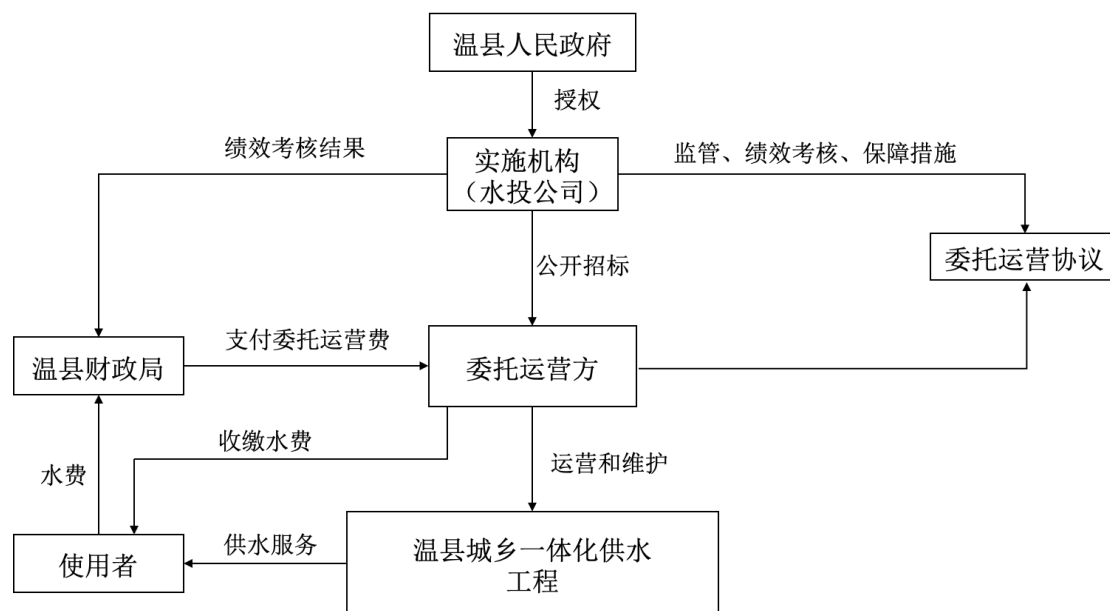 温县人民政府
授权
绩效考核结果
实施机构
（水投公司）
监管、绩效考核、保障措施
委托运营协议
公开招标
支付委托运营费
温县财政局
委托运营方
收缴水费
水费
运营和维护
使用者
供水服务
温县城乡一体化供水
工程